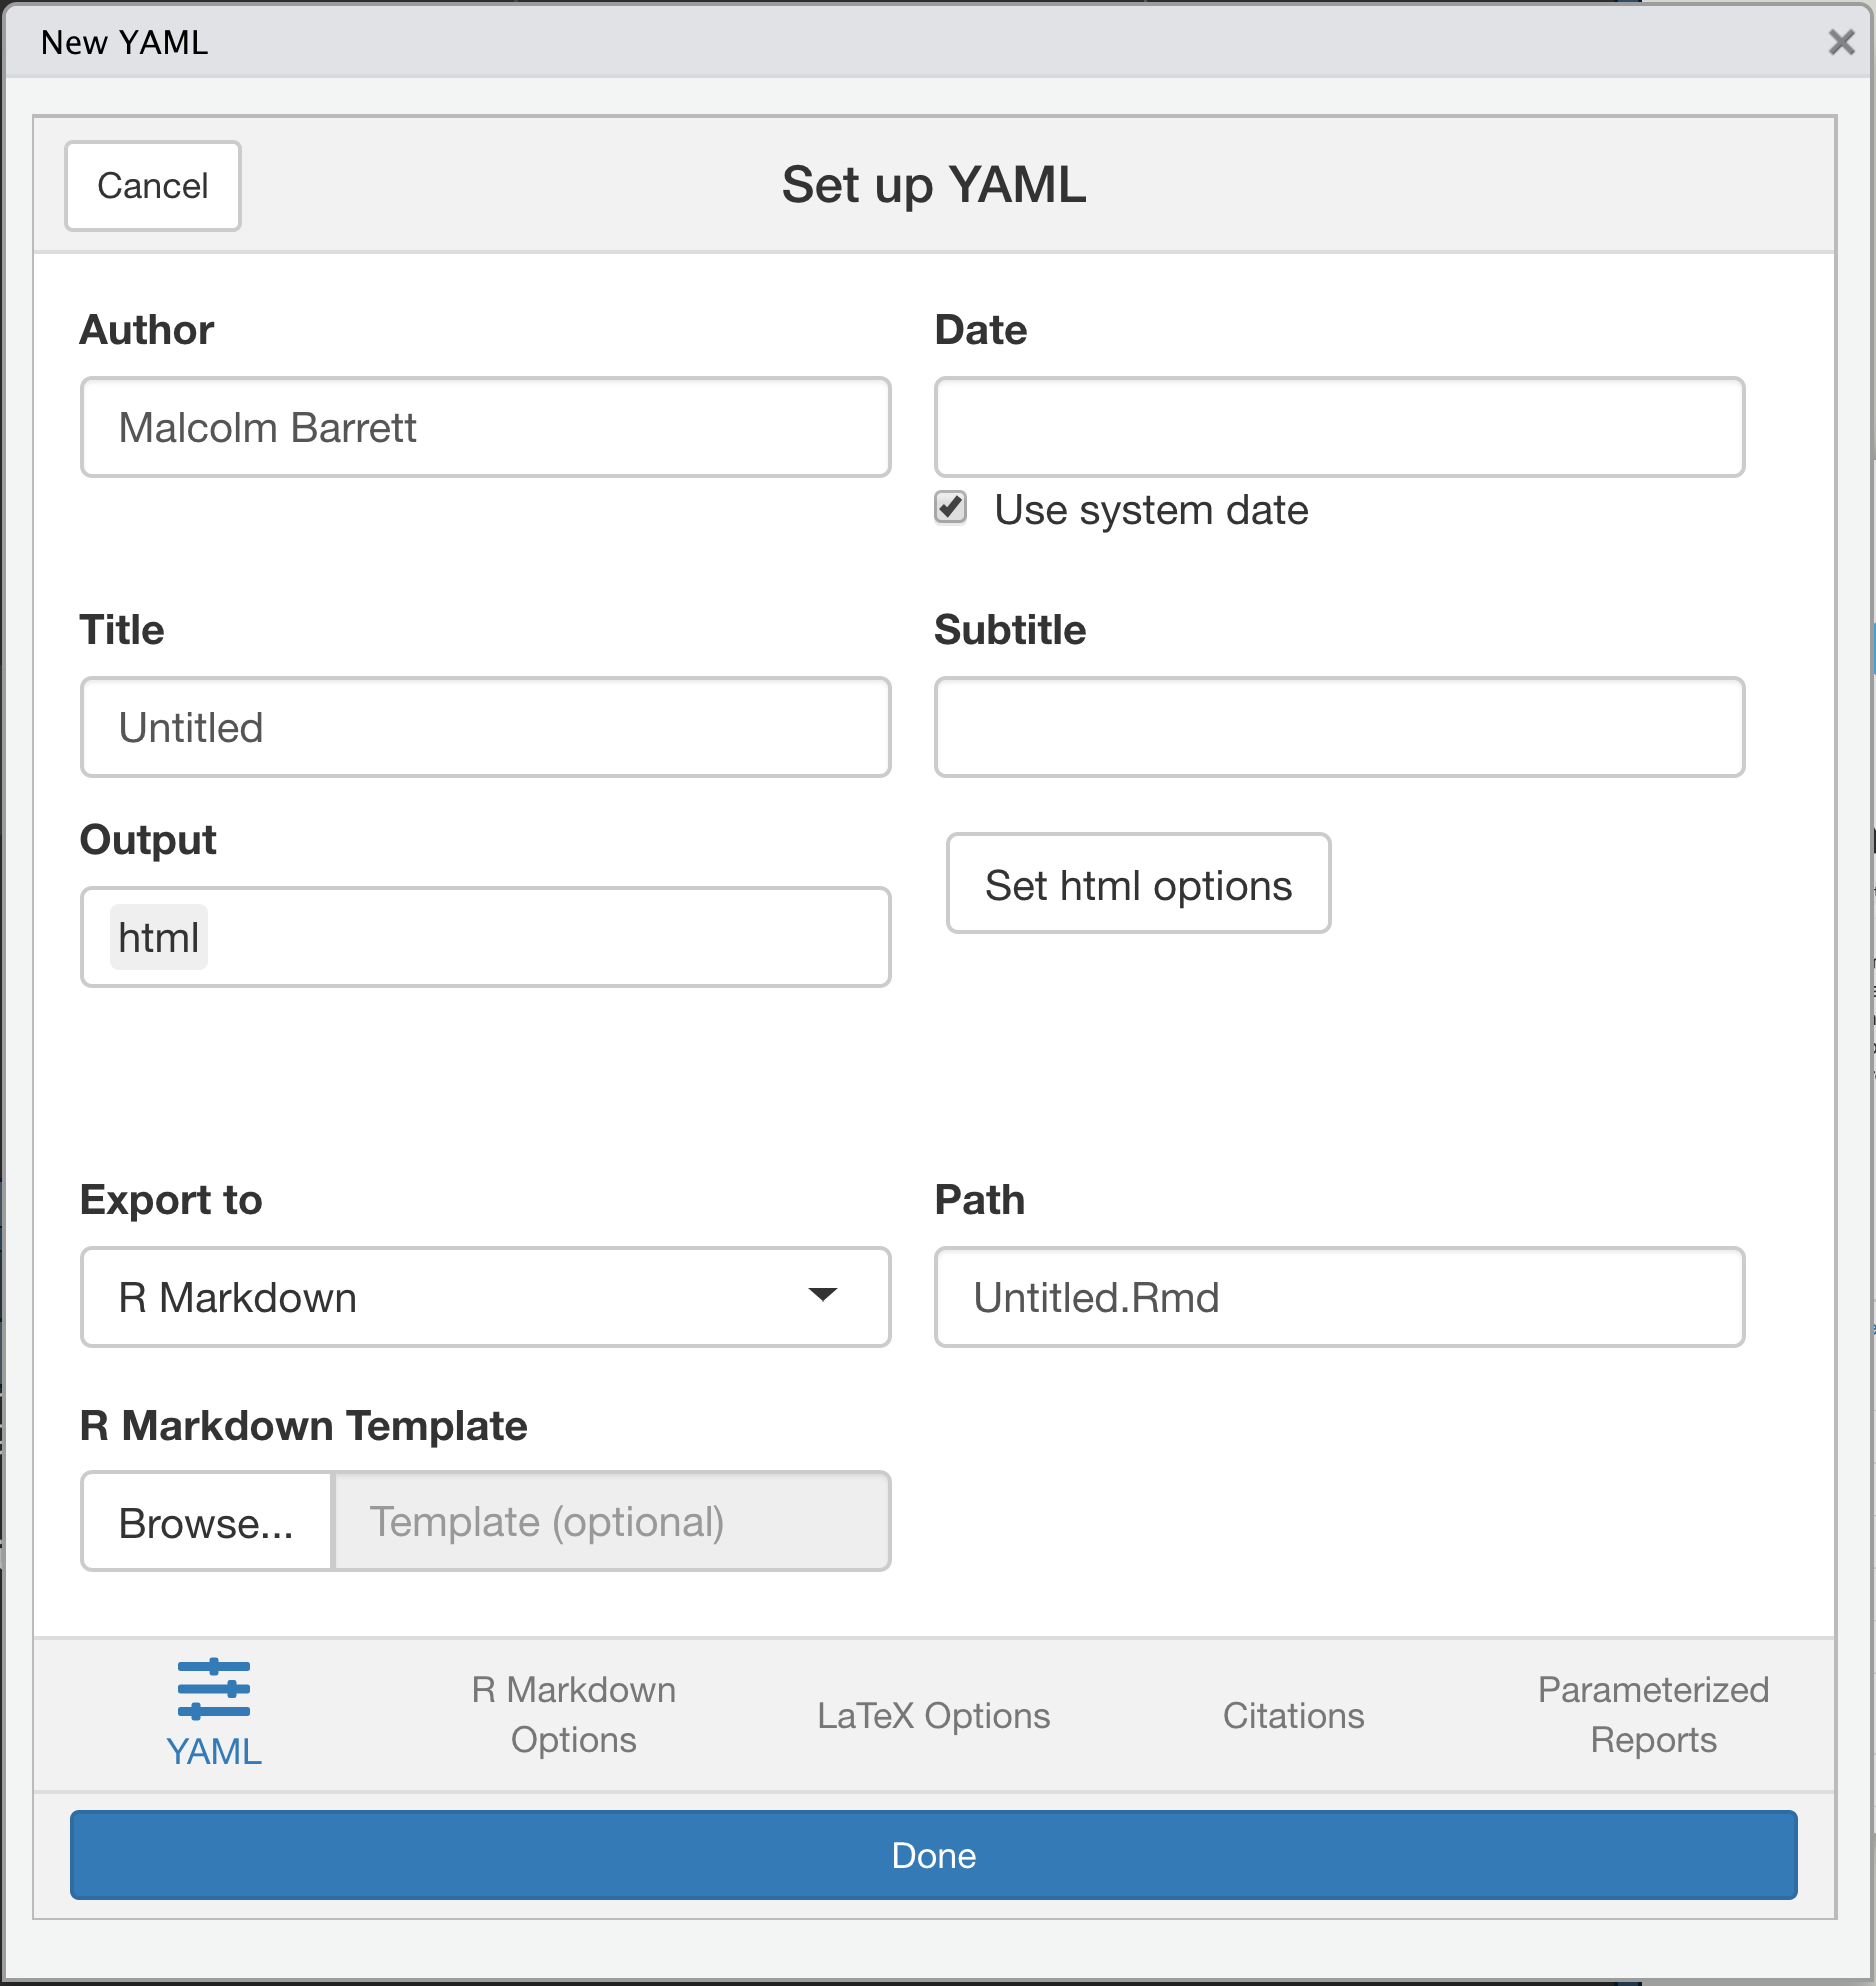 New YAML
Cancel
Set up YAML
Author
Date
Malcolm Barrett
Use system date
Title
Subtitle
Untitled
Output
html
Set html options
Export to
Path
R Markdown
Untitled.Rmd
R Markdown Template
Browse...
Template (optional)
YAML
R Markdown
Options
LaTeX Options
Citations
Parameterized
Reports
Done